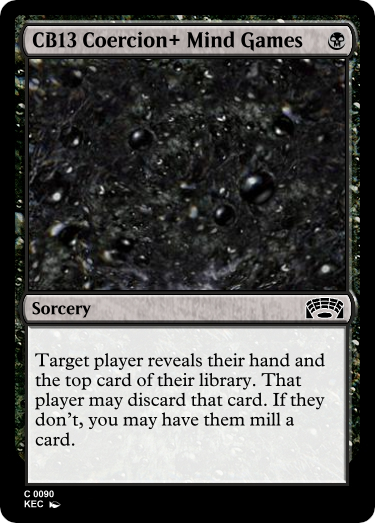 CB13 Coercion+ Mind Games
Sorcery
Target player reveals their hand and
the top card of their library. That
player may discard that card. If they
don't, you may have them mill a
card.
C 0090
KEC